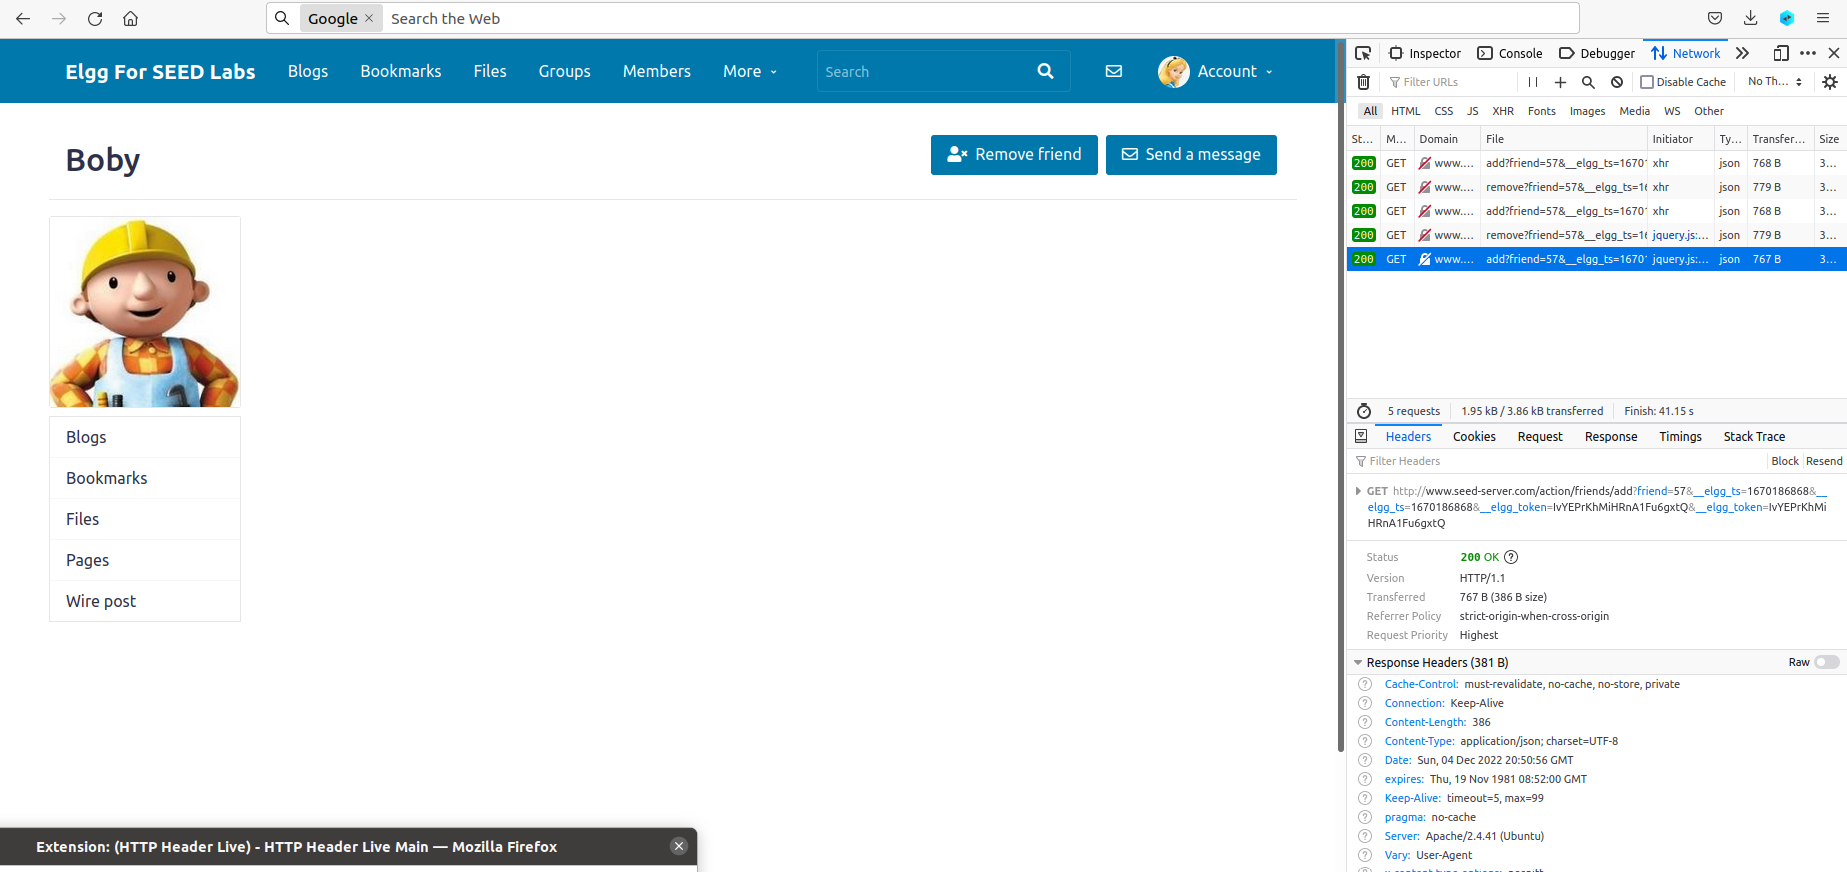 Google × Search the Web
Elgg For SEED Labs Blogs Bookmarks Files Groups Members More Search Account
Boby
Remove friend Send a message
Blogs
Bookmarks
Files
Pages
Wire post
Extension: (HTTP Header Live) - HTTP Header Live Main — Mozilla Firefox
Inspector Console Debugger Network
Filter URLs Disable Cache No Th...
All HTML CSS JS XHR Fonts Images Media WS Other
St... M... Domain File Initiator Ty... Transfer... Size
200 GET www.... add?friend=57&__elgg_ts=1670 xhr json 768 B 3...
200 GET www.... remove?friend=57&__elgg_ts=1 xhr json 779 B 3...
200 GET www.... add?friend=57&__elgg_ts=1670 xhr json 768 B 3...
200 GET www.... remove?friend=57&__elgg_ts=1 jquery.js:... json 779 B 3...
200 GET www.... add?friend=57&__elgg_ts=1670 jquery.js:... json 767 B 3...
5 requests 1.95 kB / 3.86 kB transferred Finish: 41.15 s
Headers Cookies Request Response Timings Stack Trace
Filter Headers Block Resend
GET http://www.seed-server.com/action/friends/add?friend=57&__elgg_ts=1670186868&__
elgg_ts=1670186868&__elgg_token=IvYEPrKhMiHRnA1Fu6gxtQ&__elgg_token=IvYEPrKhMi
HRnA1Fu6gxtQ
Status 200 OK
Version HTTP/1.1
Transferred 767 B (386 B size)
Referrer Policy strict-origin-when-cross-origin
Request Priority Highest
Response Headers (381 B) Raw
Cache-Control: must-revalidate, no-cache, no-store, private
Connection: Keep-Alive
Content-Length: 386
Content-Type: application/json; charset=UTF-8
Date: Sun, 04 Dec 2022 20:50:56 GMT
expires: Thu, 19 Nov 1981 08:52:00 GMT
Keep-Alive: timeout=5, max=99
pragma: no-cache
Server: Apache/2.4.41 (Ubuntu)
Vary: User-Agent